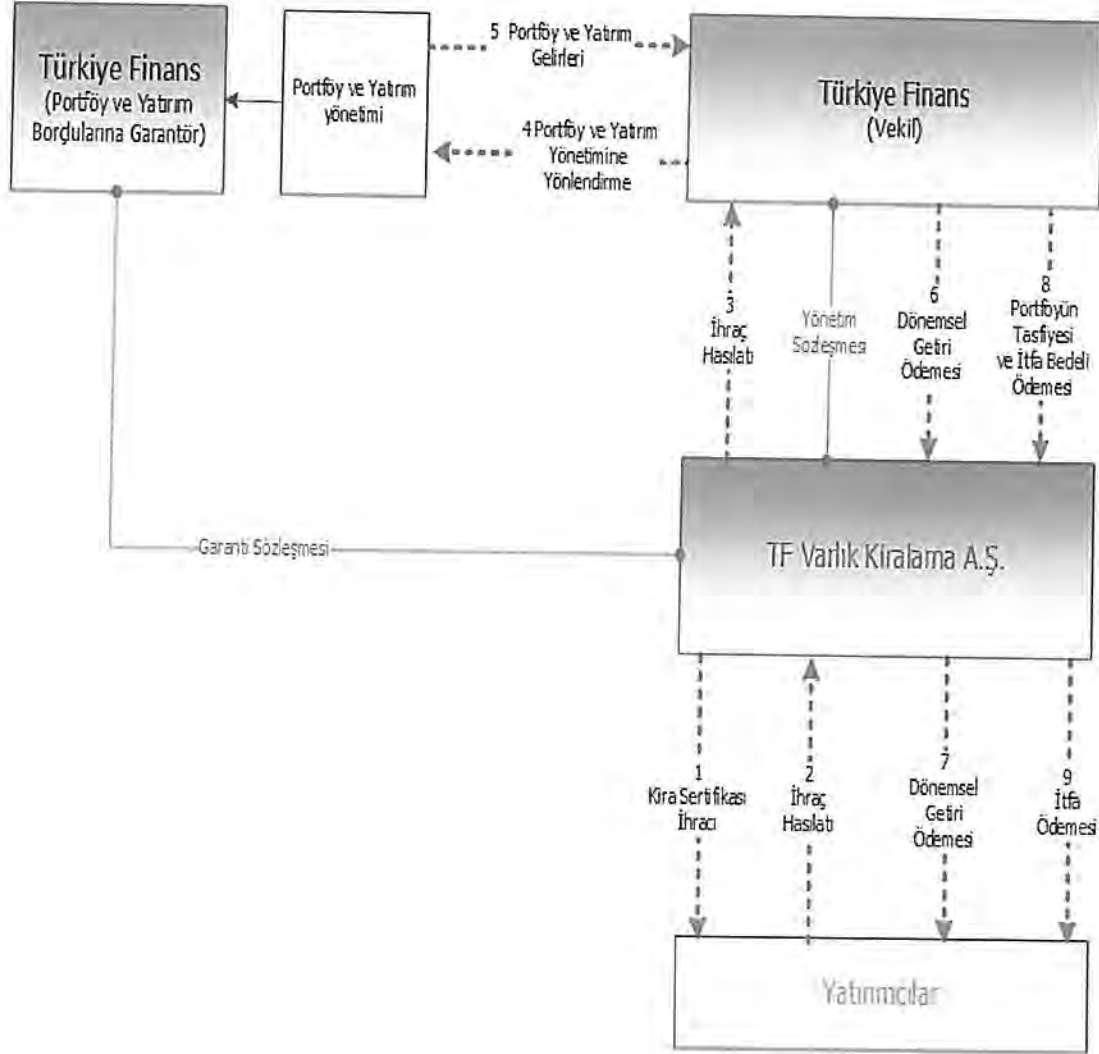 Türkiye Finans
(Portföy ve Yatırım
Borçlularına Garantör)
Portföy ve Yatırım
yönetimi
5 Portföy ve Yatırım
Gelirleri
4 Portföy ve Yatırım
Yönetimine
Yönlendirme
Türkiye Finans
(Vekil)
3
İhraç
Hasılatı
Yönetim
Sözleşmesi
6
Dönemsel
Getiri
Ödemesi
8
Portföyün
Tasfiyesi
ve İtfa Bedeli
Ödemesi
Garanti Sözleşmesi
TF Varlık Kiralama A.Ş.
1
Kira Sertifikası
İhracı
2
İhraç
Hasılatı
7
Dönemsel
Getiri
Ödemesi
9
İtfa
Ödemesi
Yatırımcılar